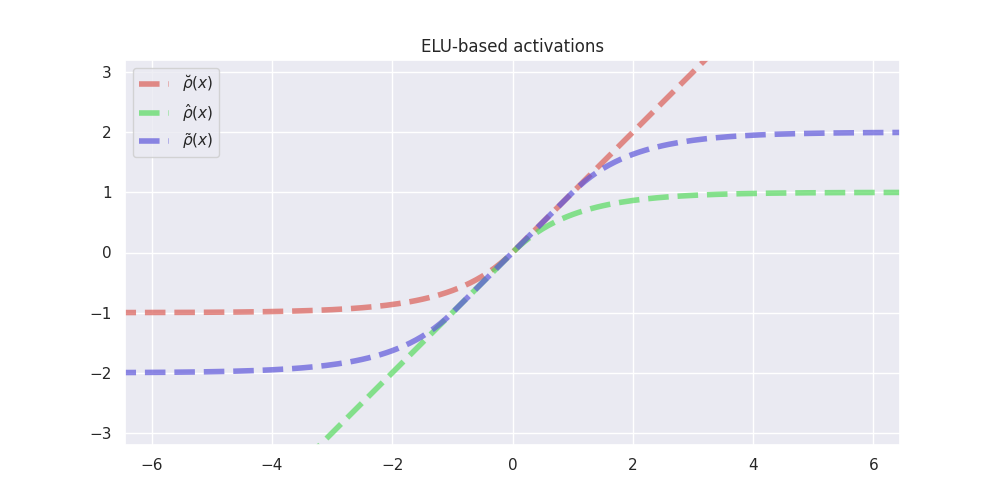 ELU-based activations
ρ̆(x)
ρ̂(x)
ρ̃(x)
3
2
1
0
−1
−2
−3
−6 −4 −2 0 2 4 6